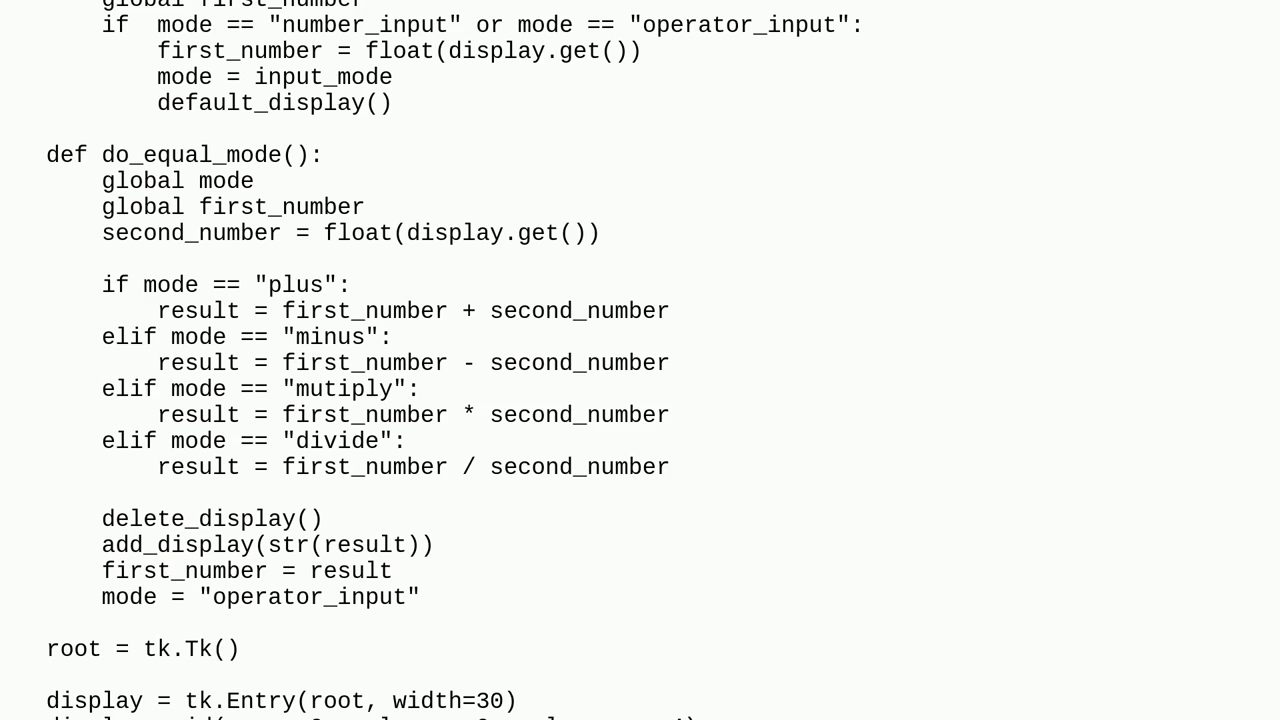 global first_number
    if  mode == "number_input" or mode == "operator_input":
        first_number = float(display.get())
        mode = input_mode
        default_display()

def do_equal_mode():
    global mode
    global first_number
    second_number = float(display.get())

    if mode == "plus":
        result = first_number + second_number
    elif mode == "minus":
        result = first_number - second_number
    elif mode == "mutiply":
        result = first_number * second_number
    elif mode == "divide":
        result = first_number / second_number

    delete_display()
    add_display(str(result))
    first_number = result
    mode = "operator_input"

root = tk.Tk()

display = tk.Entry(root, width=30)